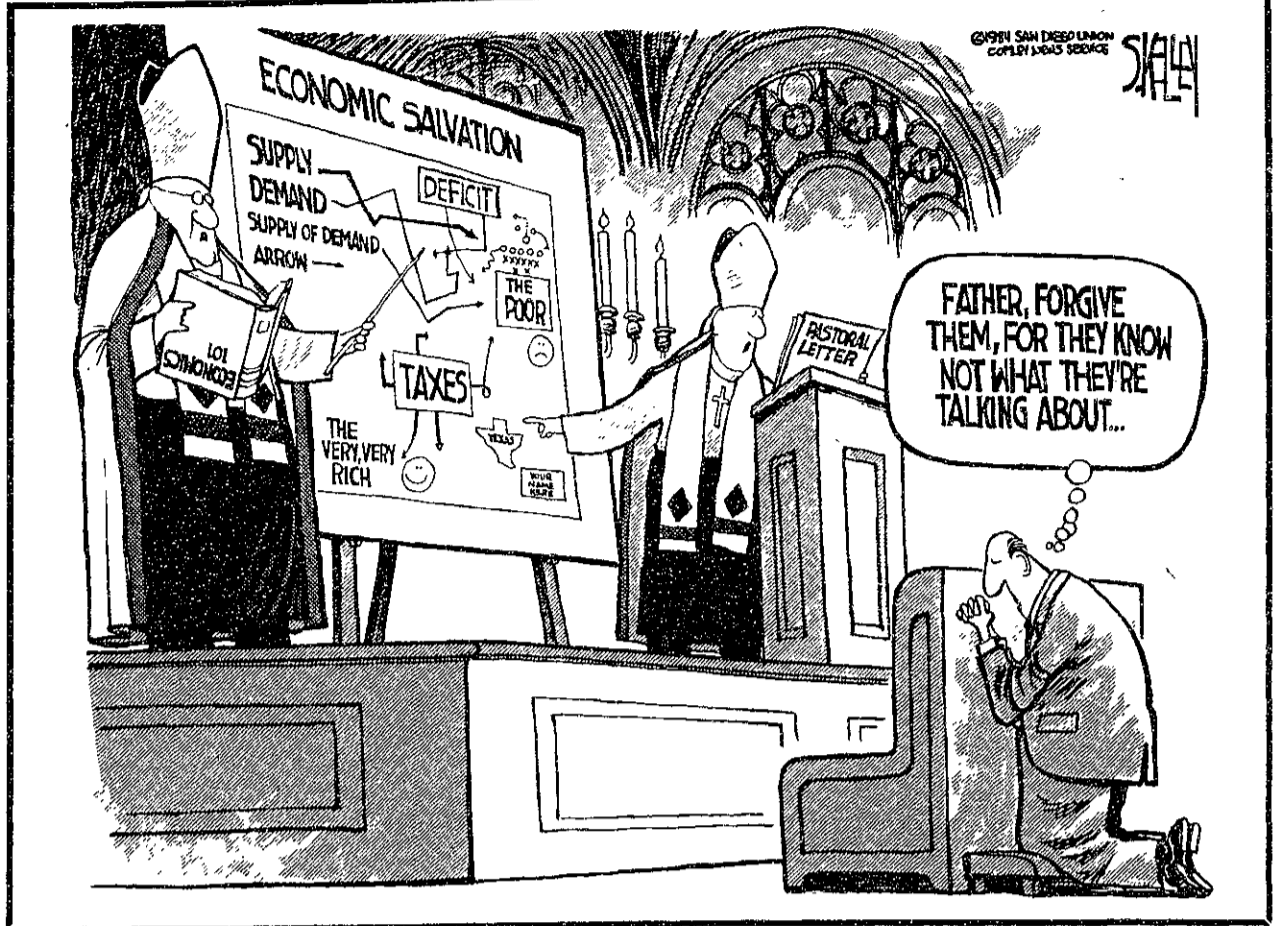 ©1984 SAN DIEGO UNION
COPLEY NEWS SERVICE
S.KELLEY
ECONOMIC SALVATION
SUPPLY
DEMAND
SUPPLY OF DEMAND
ARROW
DEFICIT
xxxxxx
x x
THE
POOR
TAXES
THE
VERY, VERY
RICH
TEXAS
YOUR
NAME
HERE
ECONOMICS
101
PASTORAL
LETTER
FATHER, FORGIVE
THEM, FOR THEY KNOW
NOT WHAT THEY'RE
TALKING ABOUT...